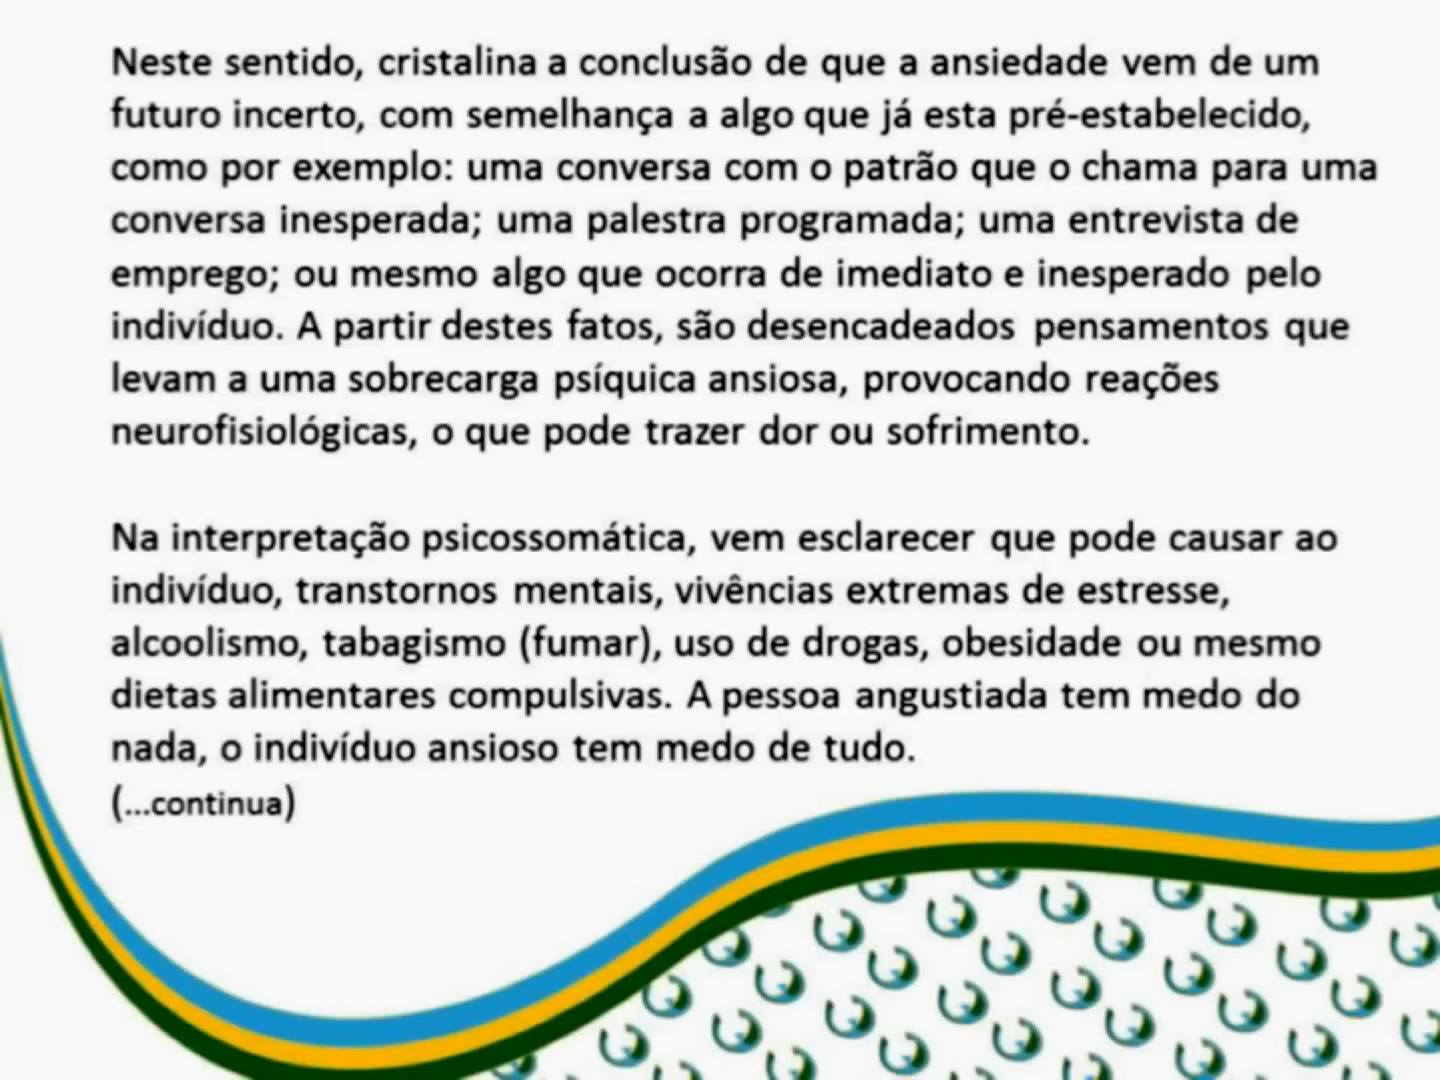 Neste sentido, cristalina a conclusão de que a ansiedade vem de um
futuro incerto, com semelhança a algo que já esta pré-estabelecido,
como por exemplo: uma conversa com o patrão que o chama para uma
conversa inesperada; uma palestra programada; uma entrevista de
emprego; ou mesmo algo que ocorra de imediato e inesperado pelo
indivíduo. A partir destes fatos, são desencadeados pensamentos que
levam a uma sobrecarga psíquica ansiosa, provocando reações
neurofisiológicas, o que pode trazer dor ou sofrimento.
Na interpretação psicossomática, vem esclarecer que pode causar ao
indivíduo, transtornos mentais, vivências extremas de estresse,
alcoolismo, tabagismo (fumar), uso de drogas, obesidade ou mesmo
dietas alimentares compulsivas. A pessoa angustiada tem medo do
nada, o indivíduo ansioso tem medo de tudo.
(...continua)